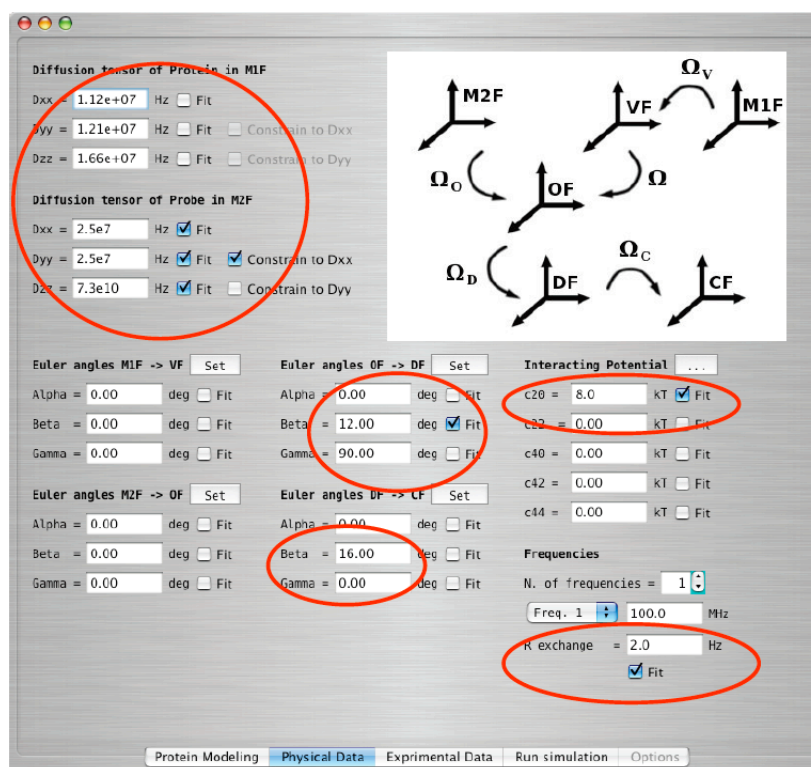 Diffusion tensor of Protein in M1F
Dxx = 1.12e+07 Hz Fit
Dyy = 1.21e+07 Hz Fit Constrain to Dxx
Dzz = 1.66e+07 Hz Fit Constrain to Dyy
Diffusion tensor of Probe in M2F
Dxx = 2.5e7 Hz Fit
Dyy = 2.5e7 Hz Fit Constrain to Dxx
Dzz = 7.3e10 Hz Fit Constrain to Dyy
M2F
VF
Ω_V
M1F
Ω_O
OF
Ω
Ω_D
DF
Ω_C
CF
Euler angles M1F -> VF Set
Alpha = 0.00 deg Fit
Beta = 0.00 deg Fit
Gamma = 0.00 deg Fit
Euler angles OF -> DF Set
Alpha = 0.00 deg Fit
Beta = 12.00 deg Fit
Gamma = 90.00 deg Fit
Interacting Potential ...
c20 = 8.0 kT Fit
c22 = 0.00 kT Fit
c40 = 0.00 kT Fit
c42 = 0.00 kT Fit
c44 = 0.00 kT Fit
Euler angles M2F -> OF Set
Alpha = 0.00 deg Fit
Beta = 0.00 deg Fit
Gamma = 0.00 deg Fit
Euler angles DF -> CF Set
Alpha = 0.00 deg Fit
Beta = 16.00 deg Fit
Gamma = 0.00 deg Fit
Frequencies
N. of frequencies = 1
Freq. 1 100.0 MHz
R exchange = 2.0 Hz
Fit
Protein Modeling Physical Data Exprimental Data Run simulation Options